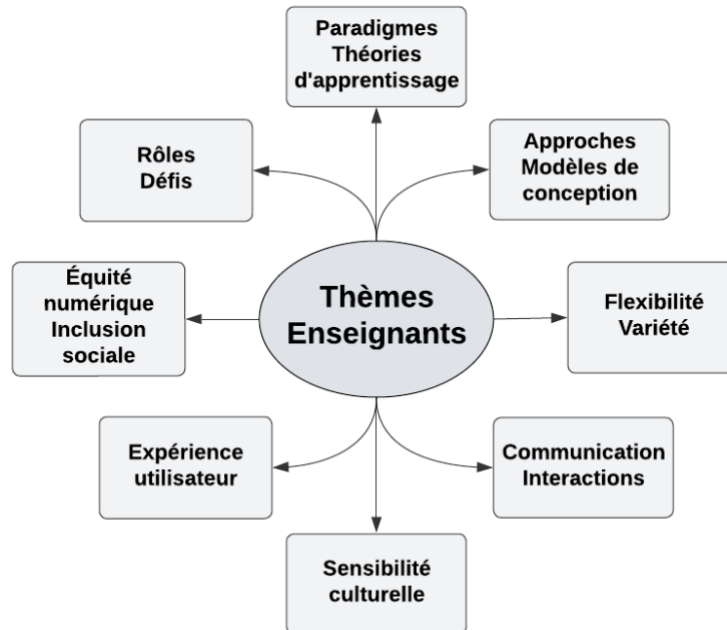 Paradigmes
Théories
d'apprentissage
Rôles
Défis
Approches
Modèles de
conception
Équité
numérique
Inclusion
sociale
Thèmes
Enseignants
Flexibilité
Variété
Expérience
utilisateur
Communication
Interactions
Sensibilité
culturelle